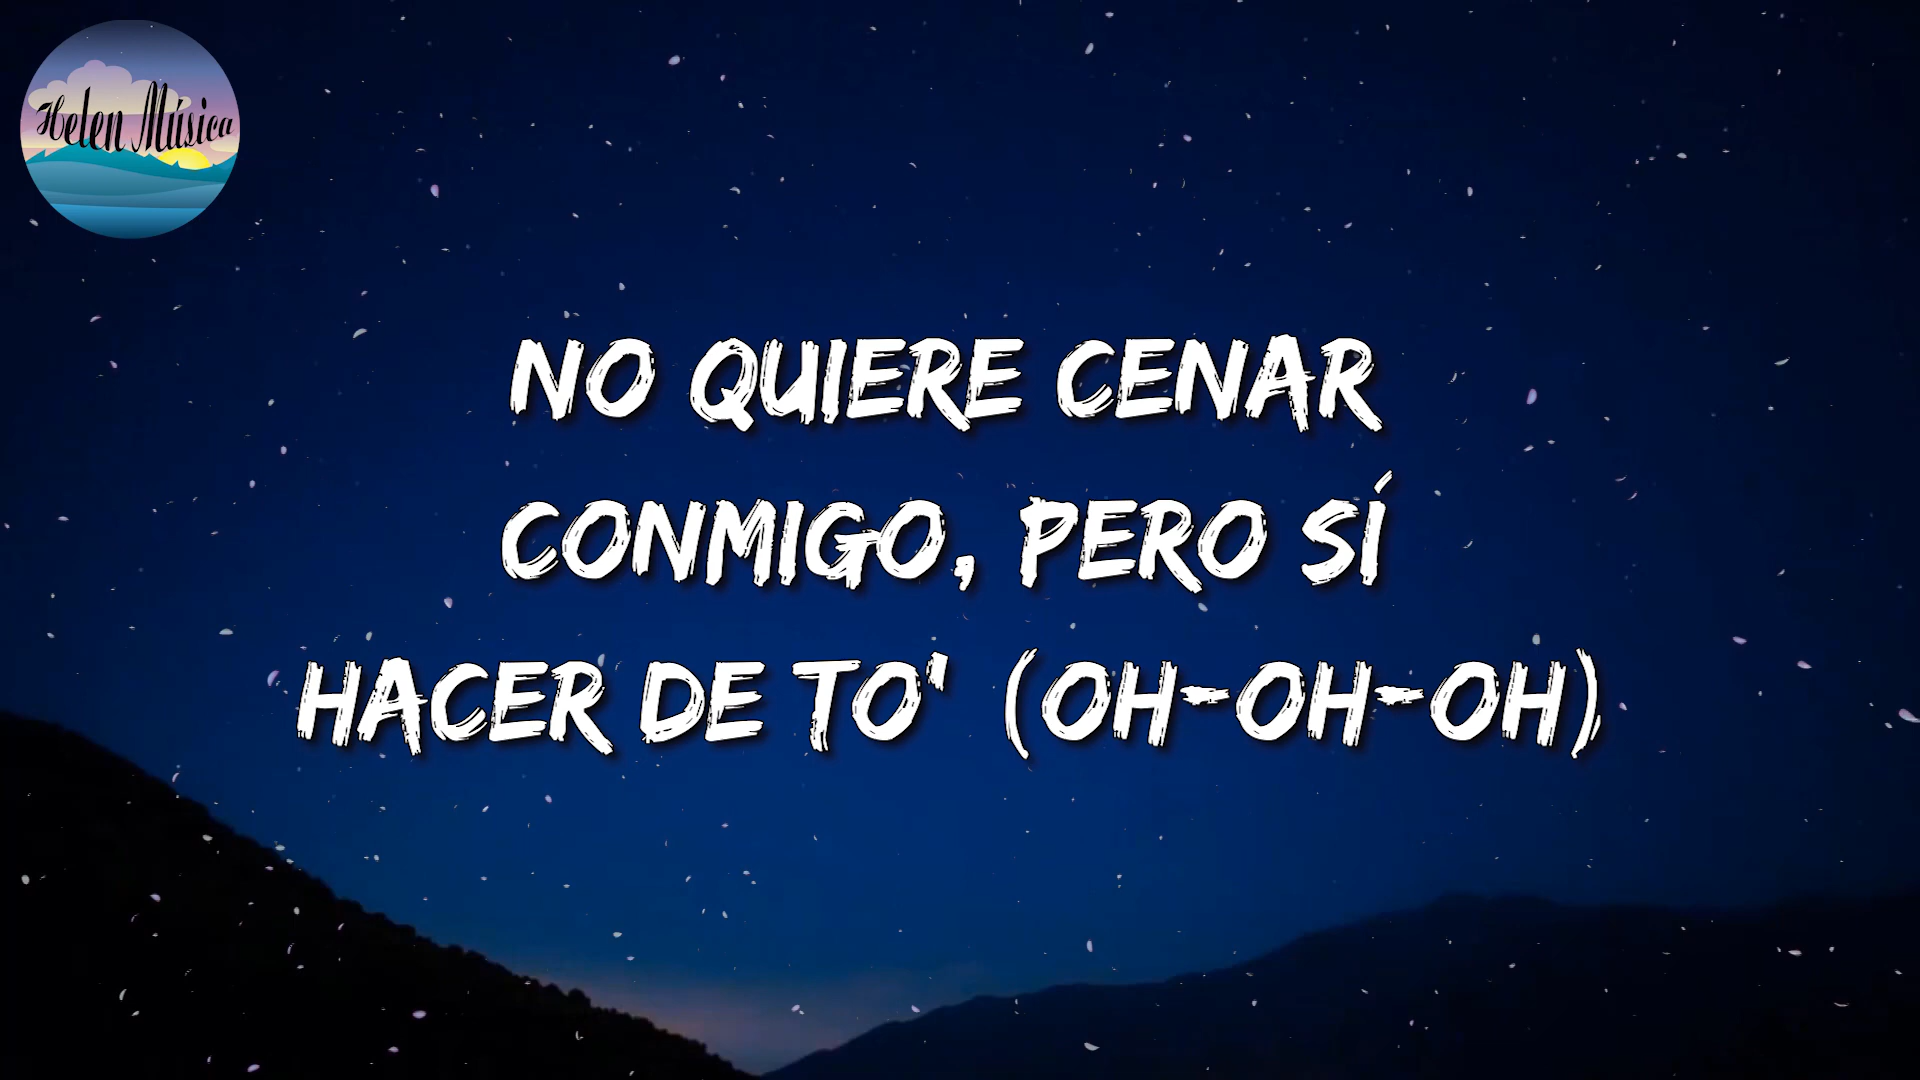 Helen Música
NO QUIERE CENAR
CONMIGO, PERO SÍ
HACER DE TO' (OH-OH-OH)